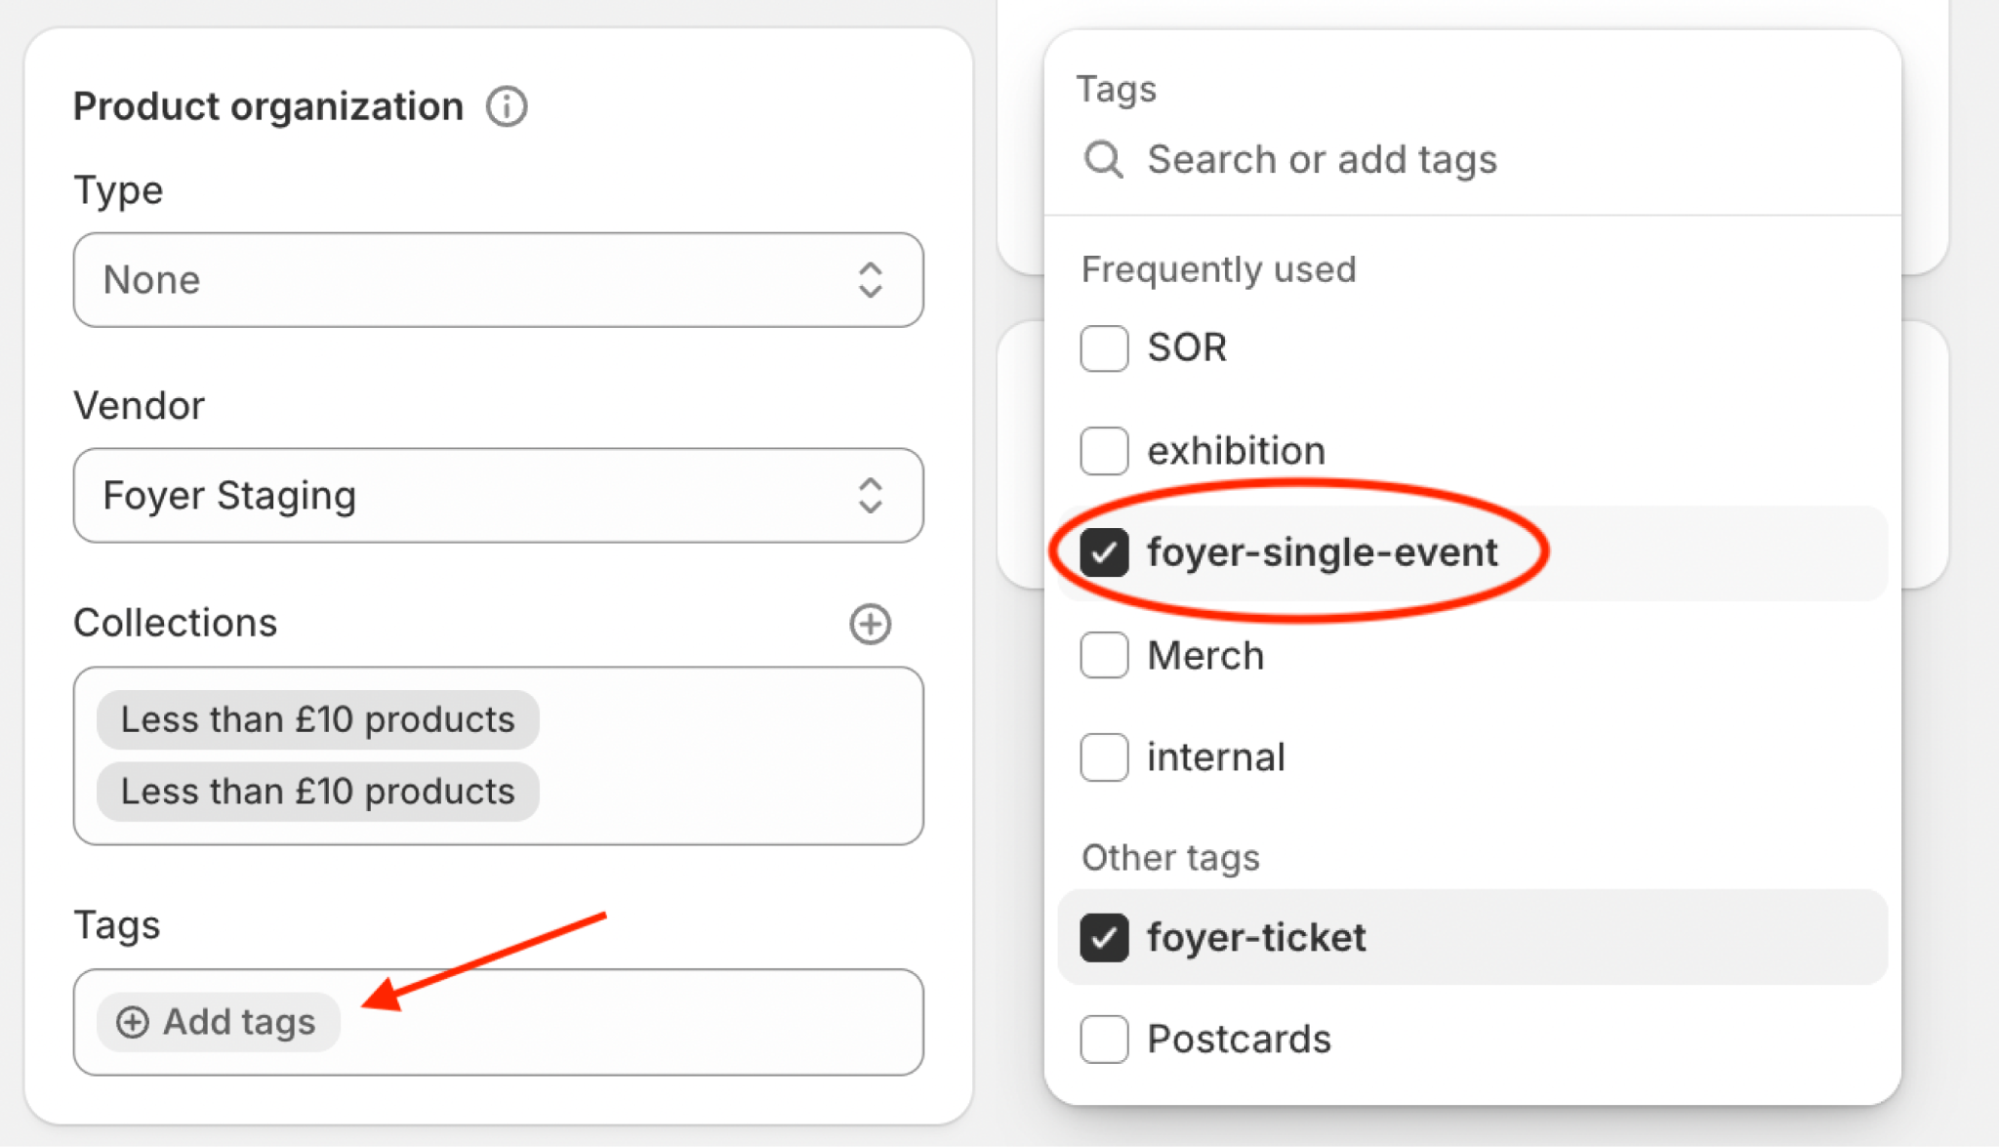 Product organization
Type
None
Vendor
Foyer Staging
Collections
Less than £10 products
Less than £10 products
Tags
Add tags
Tags
Search or add tags
Frequently used
SOR
exhibition
foyer-single-event
Merch
internal
Other tags
foyer-ticket
Postcards